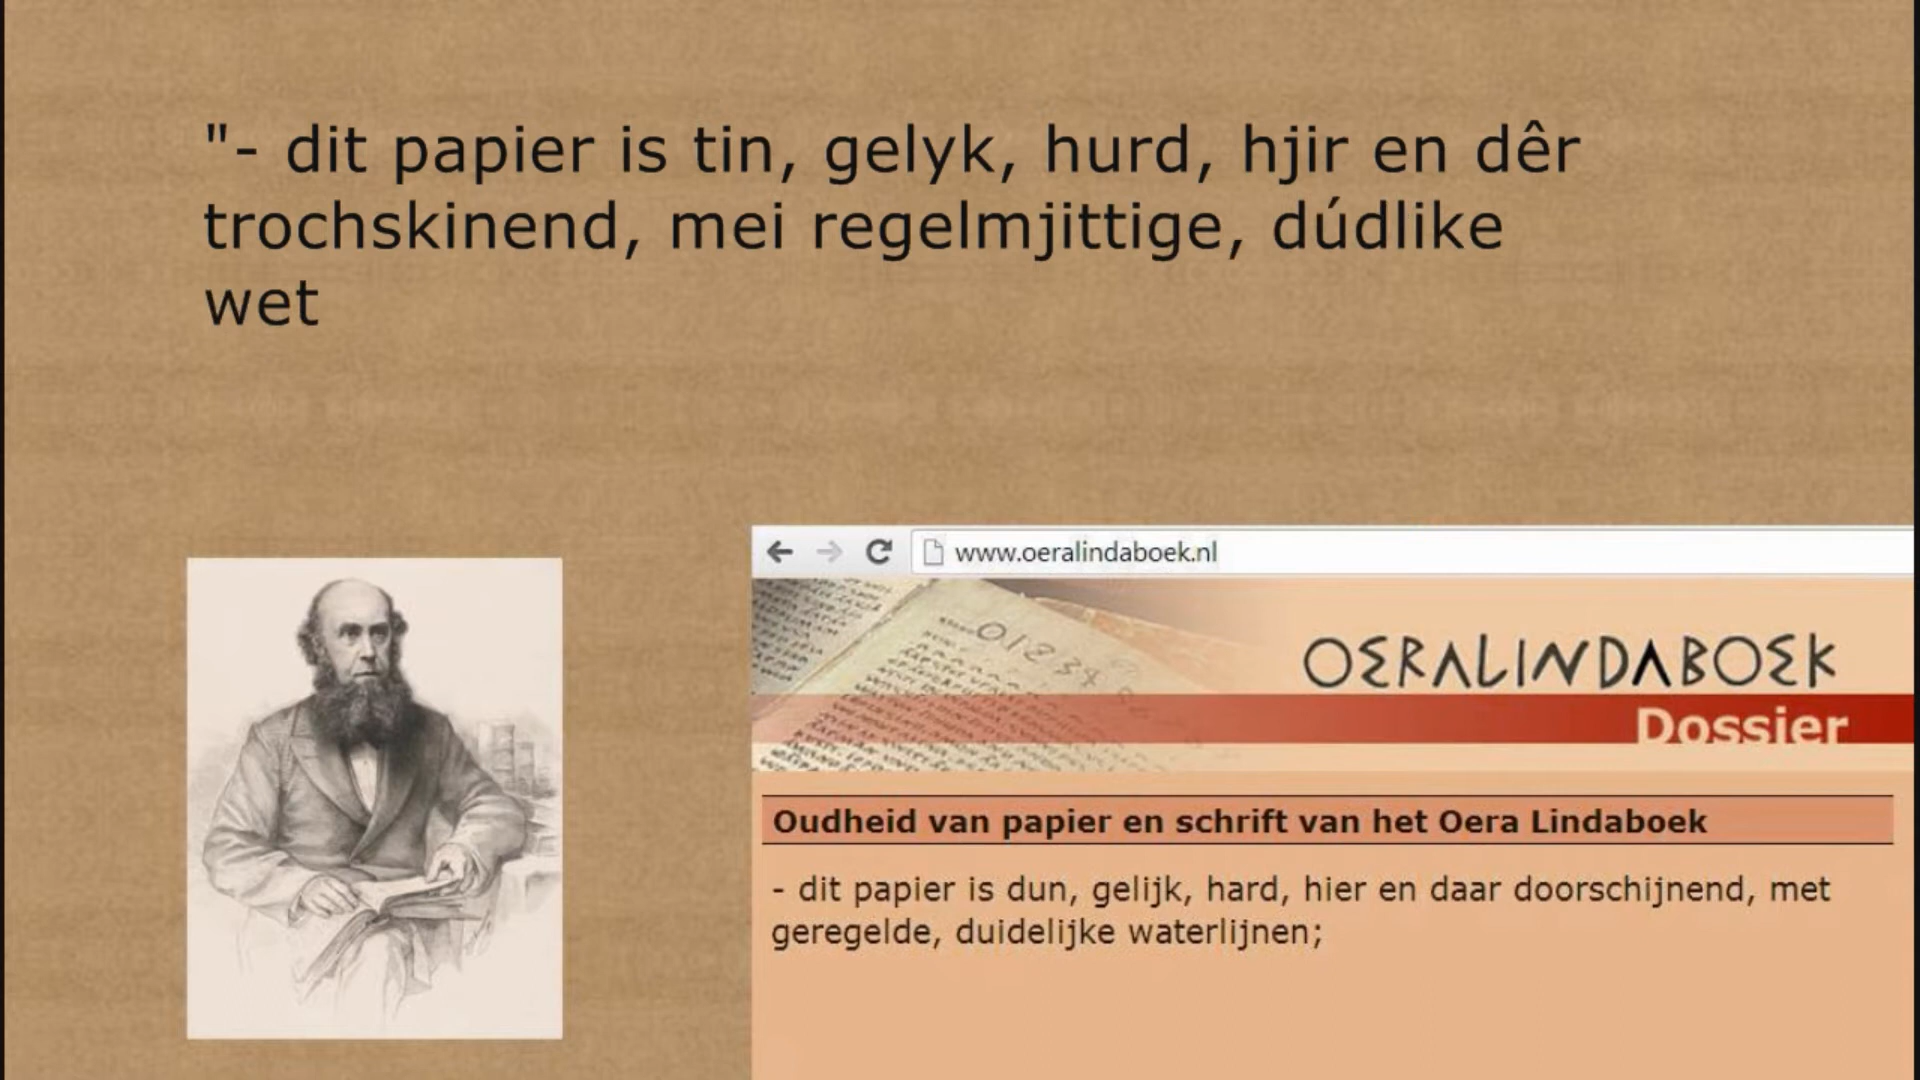 "- dit papier is tin, gelyk, hurd, hjir en dêr
trochskinend, mei regelmjittige, dúdlike
wet
www.oeralindaboek.nl
OERALINDABOEK
Dossier
Oudheid van papier en schrift van het Oera Lindaboek
- dit papier is dun, gelijk, hard, hier en daar doorschijnend, met
geregelde, duidelijke waterlijnen;